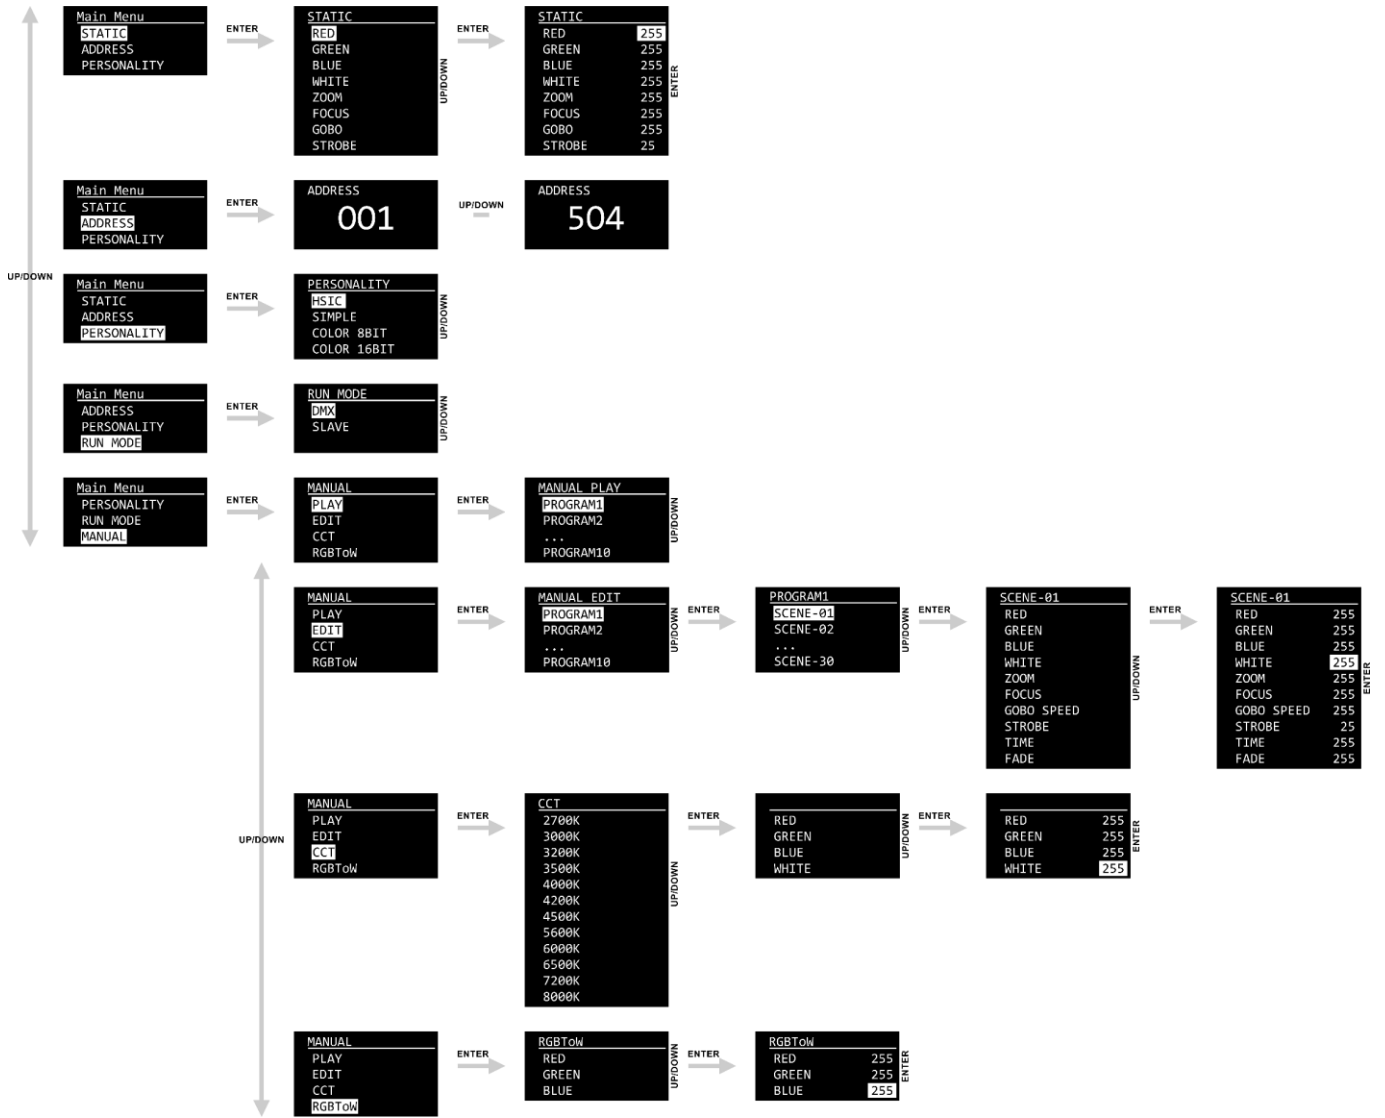 Main Menu
STATIC
ADDRESS
PERSONALITY
ENTER
STATIC
RED
GREEN
BLUE
WHITE
ZOOM
FOCUS
GOBO
STROBE
UP/DOWN
ENTER
STATIC
RED 255
GREEN 255
BLUE 255
WHITE 255
ZOOM 255
FOCUS 255
GOBO 255
STROBE 25
ENTER
Main Menu
STATIC
ADDRESS
PERSONALITY
ENTER
ADDRESS
001
UP/DOWN
ADDRESS
504
UP/DOWN
Main Menu
STATIC
ADDRESS
PERSONALITY
ENTER
PERSONALITY
HSIC
SIMPLE
COLOR 8BIT
COLOR 16BIT
UP/DOWN
Main Menu
ADDRESS
PERSONALITY
RUN MODE
ENTER
RUN MODE
DMX
SLAVE
UP/DOWN
Main Menu
PERSONALITY
RUN MODE
MANUAL
ENTER
MANUAL
PLAY
EDIT
CCT
RGBToW
ENTER
MANUAL PLAY
PROGRAM1
PROGRAM2
...
PROGRAM10
UP/DOWN
MANUAL
PLAY
EDIT
CCT
RGBToW
ENTER
MANUAL EDIT
PROGRAM1
PROGRAM2
...
PROGRAM10
UP/DOWN
ENTER
PROGRAM1
SCENE-01
SCENE-02
...
SCENE-30
UP/DOWN
ENTER
SCENE-01
RED
GREEN
BLUE
WHITE
ZOOM
FOCUS
GOBO SPEED
STROBE
TIME
FADE
UP/DOWN
ENTER
SCENE-01
RED 255
GREEN 255
BLUE 255
WHITE 255
ZOOM 255
FOCUS 255
GOBO SPEED 255
STROBE 25
TIME 255
FADE 255
ENTER
UP/DOWN
MANUAL
PLAY
EDIT
CCT
RGBToW
ENTER
CCT
2700K
3000K
3200K
3500K
4000K
4200K
4500K
5600K
6000K
6500K
7200K
8000K
UP/DOWN
ENTER
RED
GREEN
BLUE
WHITE
UP/DOWN
ENTER
RED 255
GREEN 255
BLUE 255
WHITE 255
ENTER
MANUAL
PLAY
EDIT
CCT
RGBToW
ENTER
RGBToW
RED
GREEN
BLUE
UP/DOWN
ENTER
RGBToW
RED 255
GREEN 255
BLUE 255
ENTER